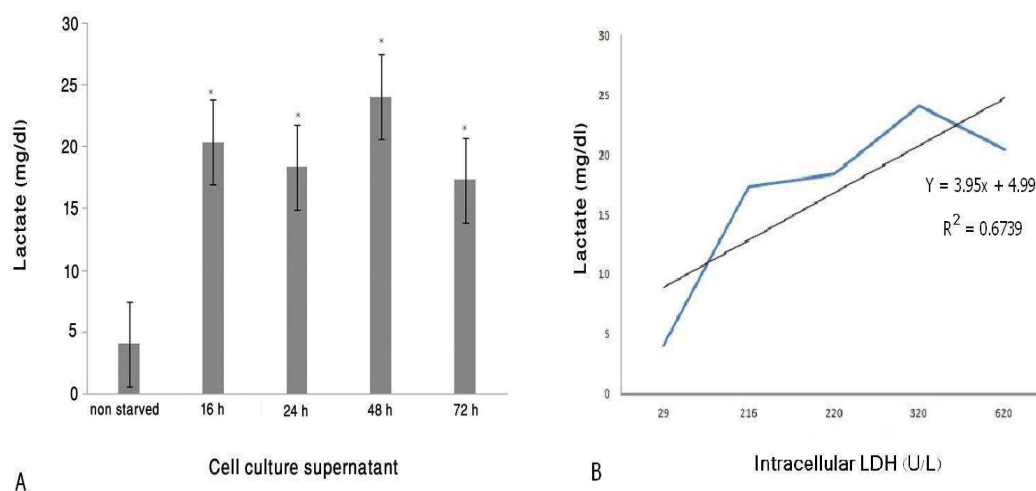 30
25
20
15
10
5
0
Lactate (mg/dl)
*
*
*
*
non starved 16 h 24 h 48 h 72 h
Cell culture supernatant
A
30
25
20
15
10
5
0
Lactate (mg/dl)
Y = 3.95x + 4.99
R² = 0.6739
29 216 220 320 620
Intracellular LDH (U/L)
B